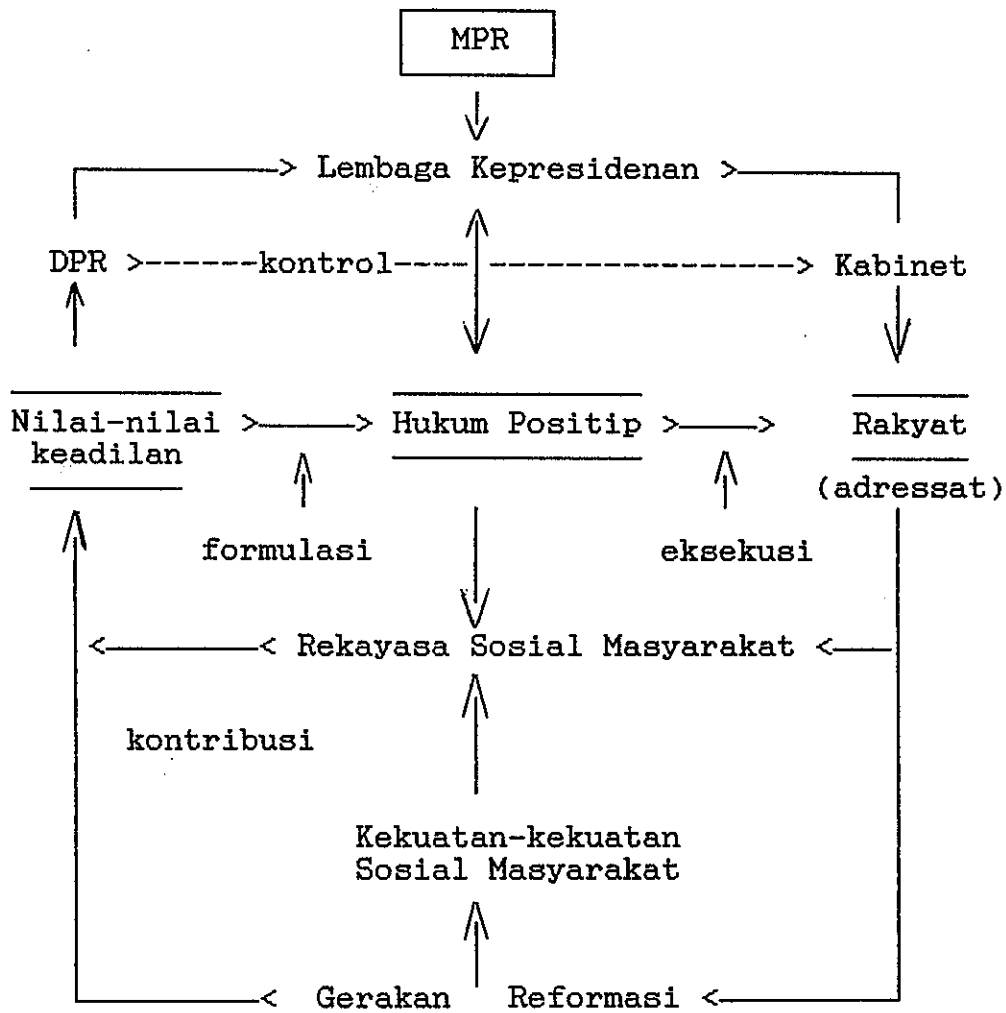 MPR
Lembaga Kepresidenan
DPR kontrol Kabinet
Nilai-nilai keadilan
Hukum Positip
Rakyat
(adressat)
formulasi
eksekusi
Rekayasa Sosial Masyarakat
kontribusi
Kekuatan-kekuatan
Sosial Masyarakat
Gerakan Reformasi